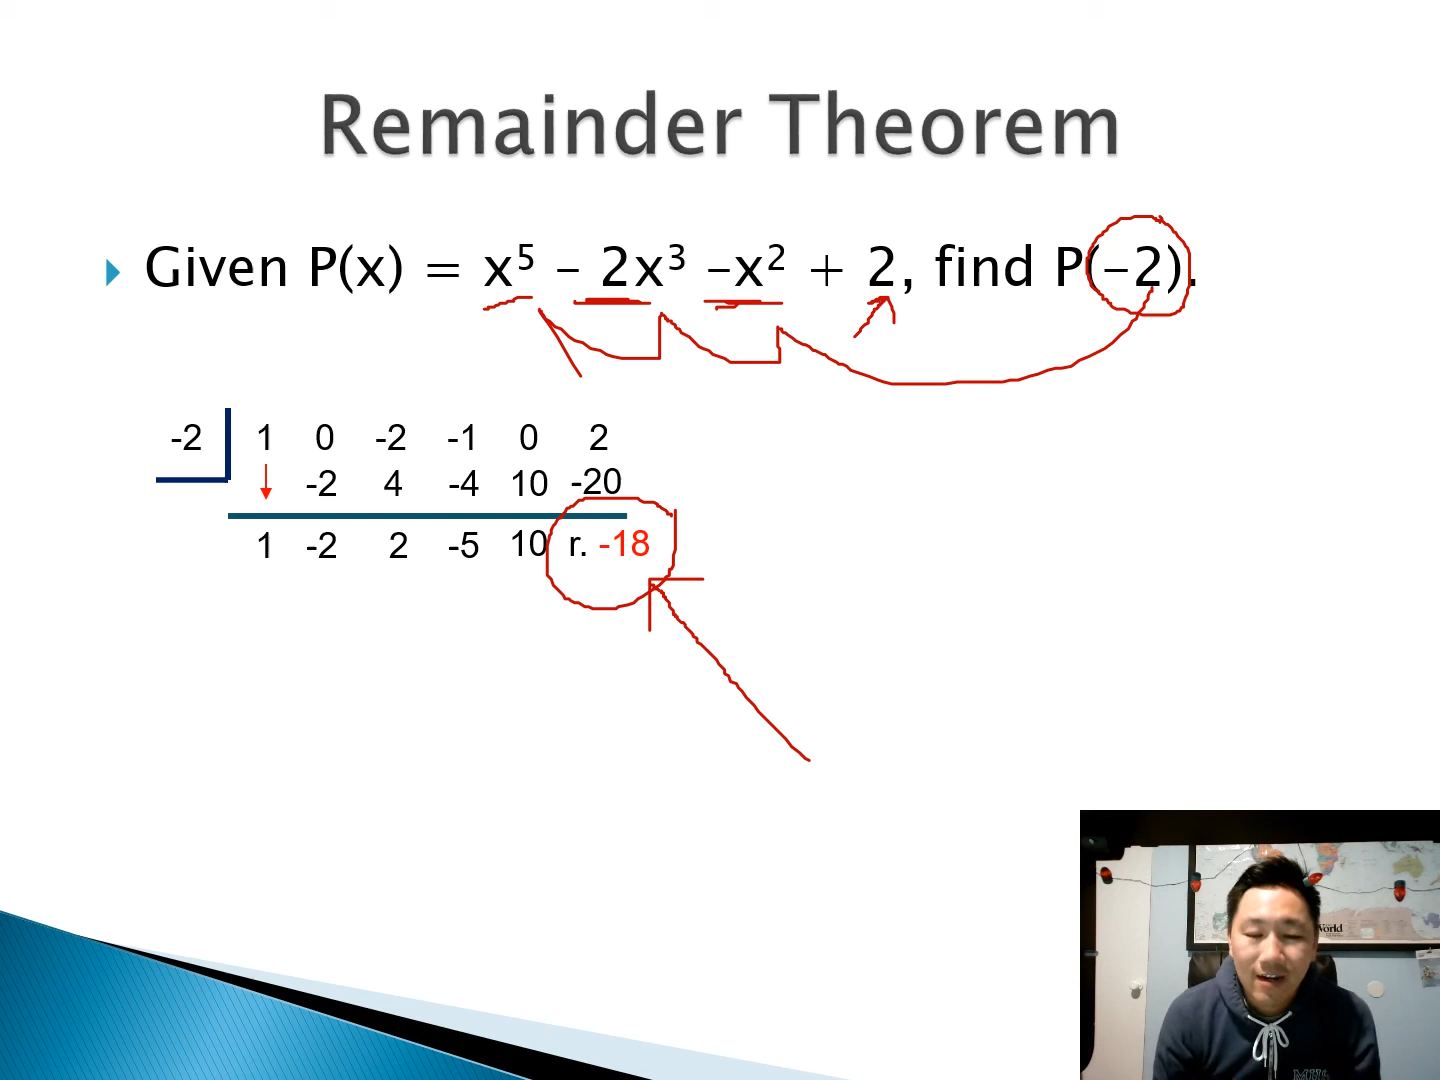 Remainder Theorem
Given P(x) = x⁵ – 2x³ –x² + 2, find P(–2).
-2 1 0 -2 -1 0 2
-2 4 -4 10 -20
1 -2 2 -5 10 r. -18
World